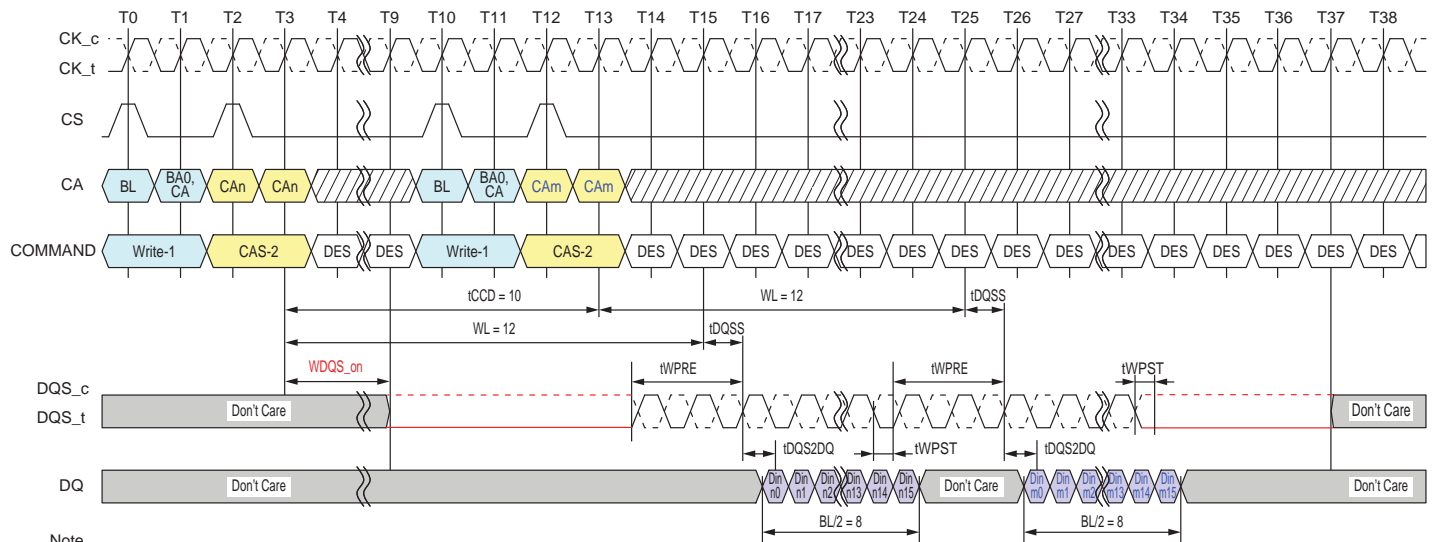 T0 T1 T2 T3 T4 T9 T10 T11 T12 T13 T14 T15 T16 T17 T23 T24 T25 T26 T27 T33 T34 T35 T36 T37 T38
CK_c
CK_t
CS
CA BL BA0, CA CAn CAn BL BA0, CA CAm CAm
COMMAND Write-1 CAS-2 DES DES Write-1 CAS-2 DES DES DES DES DES DES DES DES DES DES DES DES DES DES DES
tCCD = 10 WL = 12 tDQSS
WL = 12 tDQSS
WDQS_on tWPRE tWPRE tWPST
DQS_c
DQS_t Don't Care Don't Care
tDQS2DQ tWPST tDQS2DQ
DQ Don't Care Din n0 Din n1 Din n2 Din n13 Din n14 Din n15 Don't Care Din m0 Din m1 Din m2 Din m13 Din m14 Din m15 Don't Care
BL/2 = 8 BL/2 = 8
Note